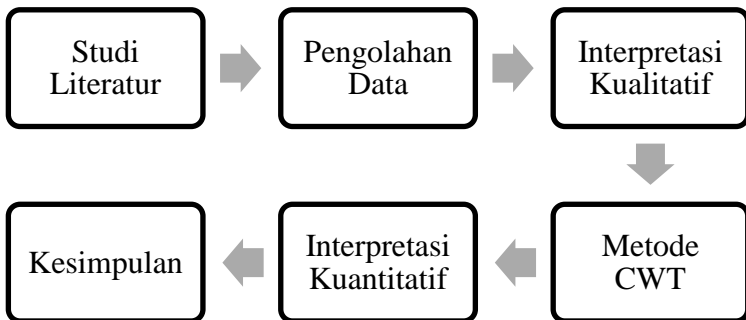 Studi
Literatur
Pengolahan
Data
Interpretasi
Kualitatif
Metode
CWT
Interpretasi
Kuantitatif
Kesimpulan